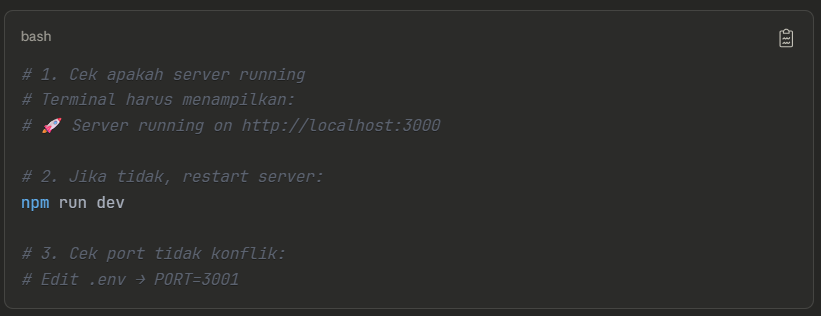 bash
# 1. Cek apakah server running
# Terminal harus menampilkan:
# 🚀 Server running on http://localhost:3000
# 2. Jika tidak, restart server:
npm run dev
# 3. Cek port tidak konflik:
# Edit .env → PORT=3001